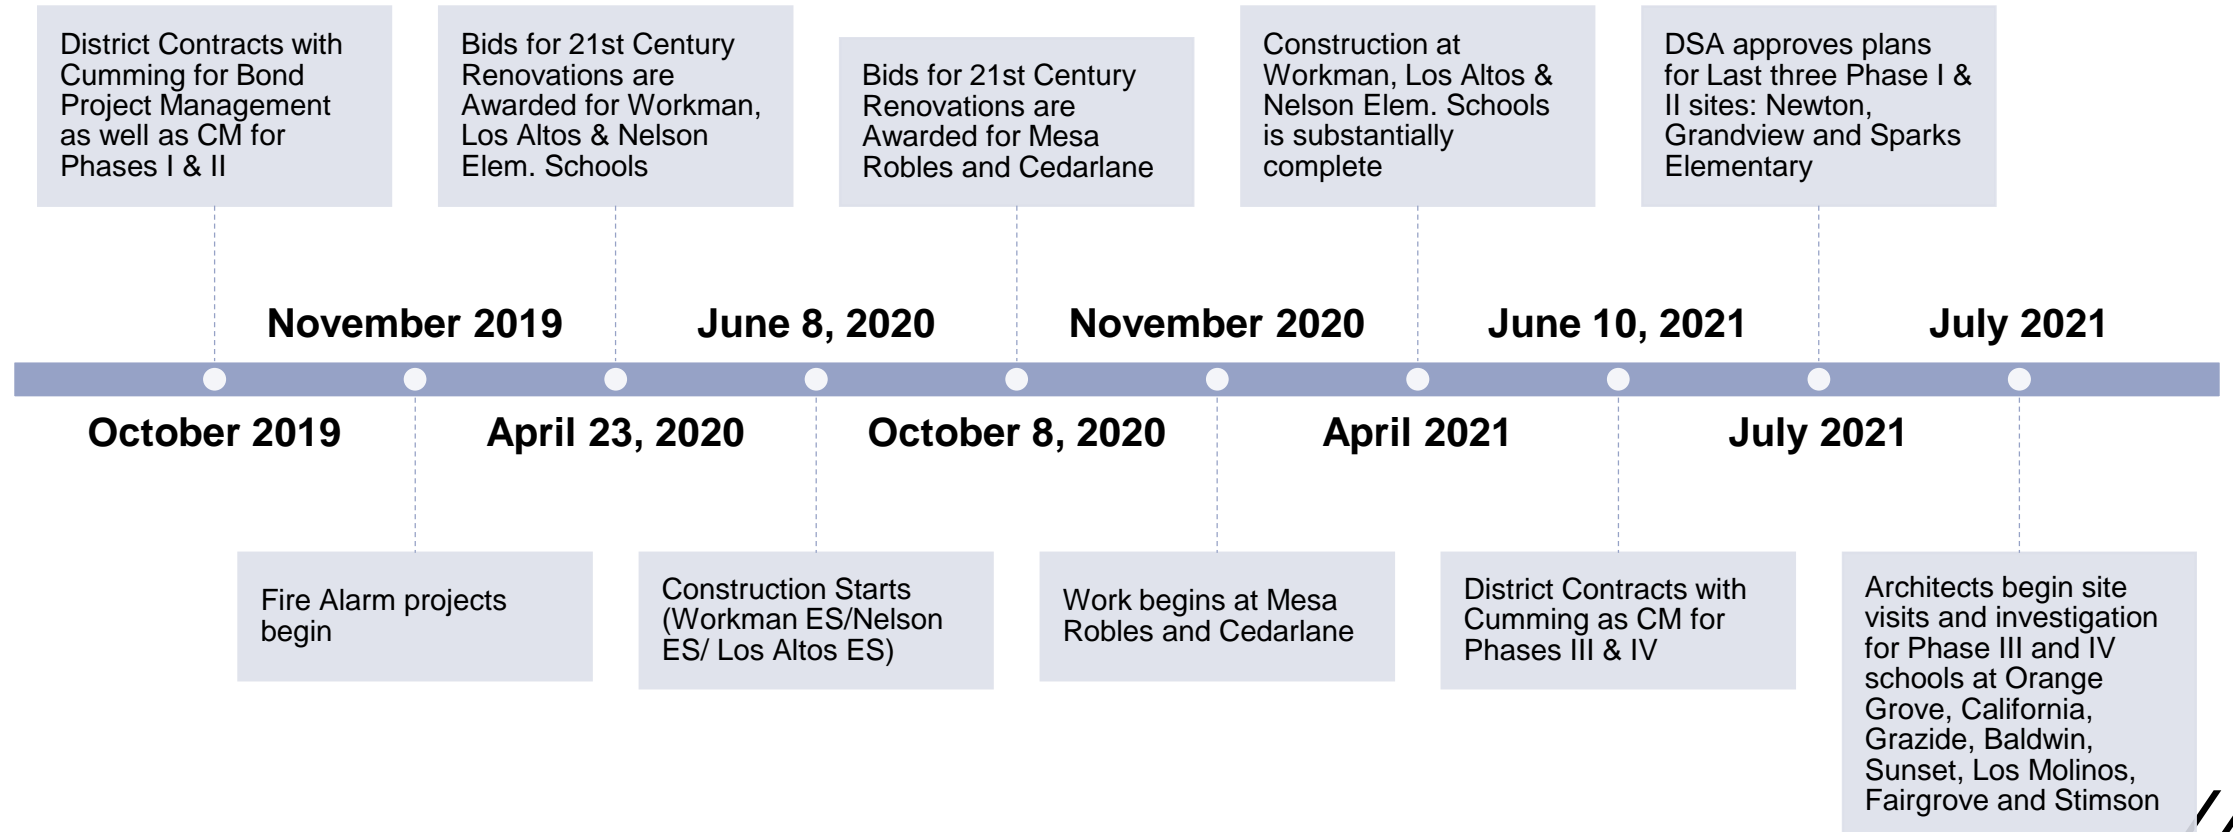 District Contracts with
Cumming for Bond
Project Management
as well as CM for
Phases I & II
Bids for 21st Century
Renovations are
Awarded for Workman,
Los Altos & Nelson
Elem. Schools
Bids for 21st Century
Renovations are
Awarded for Mesa
Robles and Cedarlane
Construction at
Workman, Los Altos &
Nelson Elem. Schools
is substantially
complete
DSA approves plans
for Last three Phase I &
II sites: Newton,
Grandview and Sparks
Elementary
November 2019
June 8, 2020
November 2020
June 10, 2021
July 2021
October 2019
April 23, 2020
October 8, 2020
April 2021
July 2021
Fire Alarm projects
begin
Construction Starts
(Workman ES/Nelson
ES/ Los Altos ES)
Work begins at Mesa
Robles and Cedarlane
District Contracts with
Cumming as CM for
Phases III & IV
Architects begin site
visits and investigation
for Phase III and IV
schools at Orange
Grove, California,
Grazide, Baldwin,
Sunset, Los Molinos,
Fairgrove and Stimson